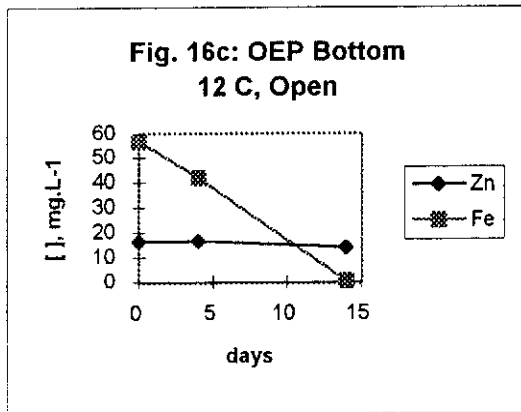 Fig. 16c: OEP Bottom
12 C, Open
[ ], mg.L-1
60
50
40
30
20
10
0
0 5 10 15
days
Zn
Fe